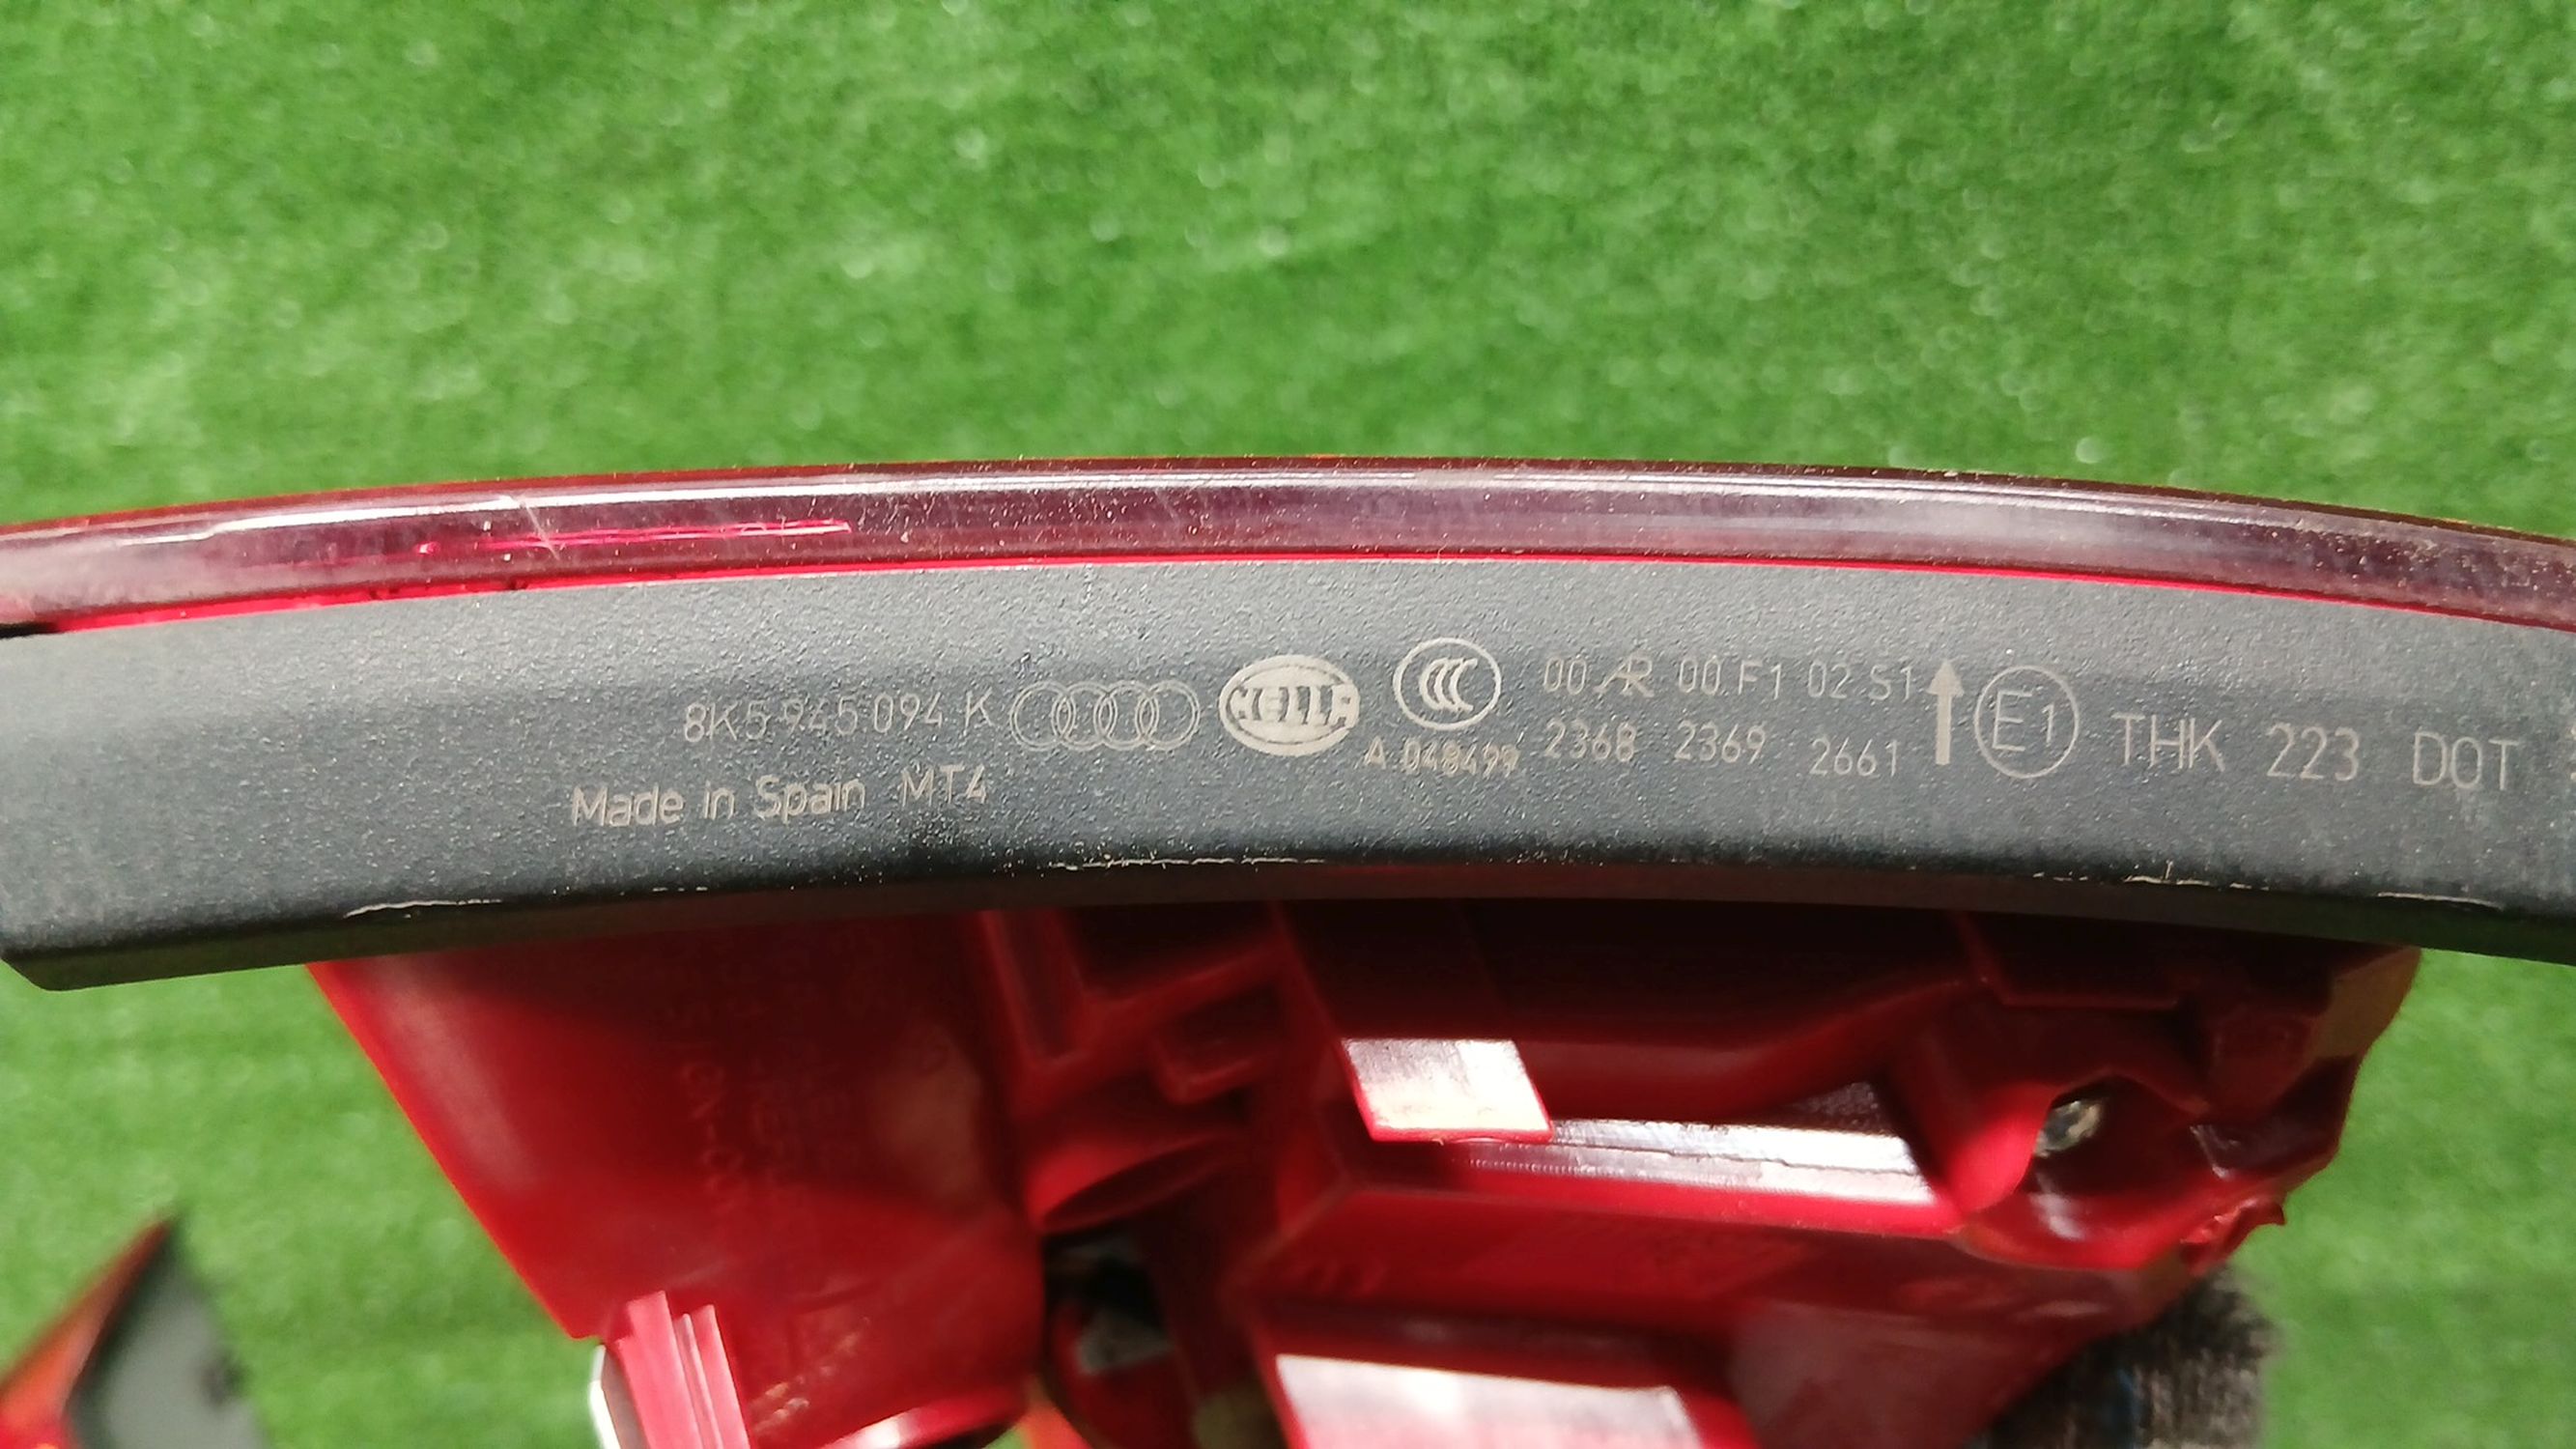 8K5 945 094 K HELLA CCC 00 AR 00 F1 02 S1 E1 THK 223 DOT
A 048499 2368 2369 2661
Made in Spain MT4